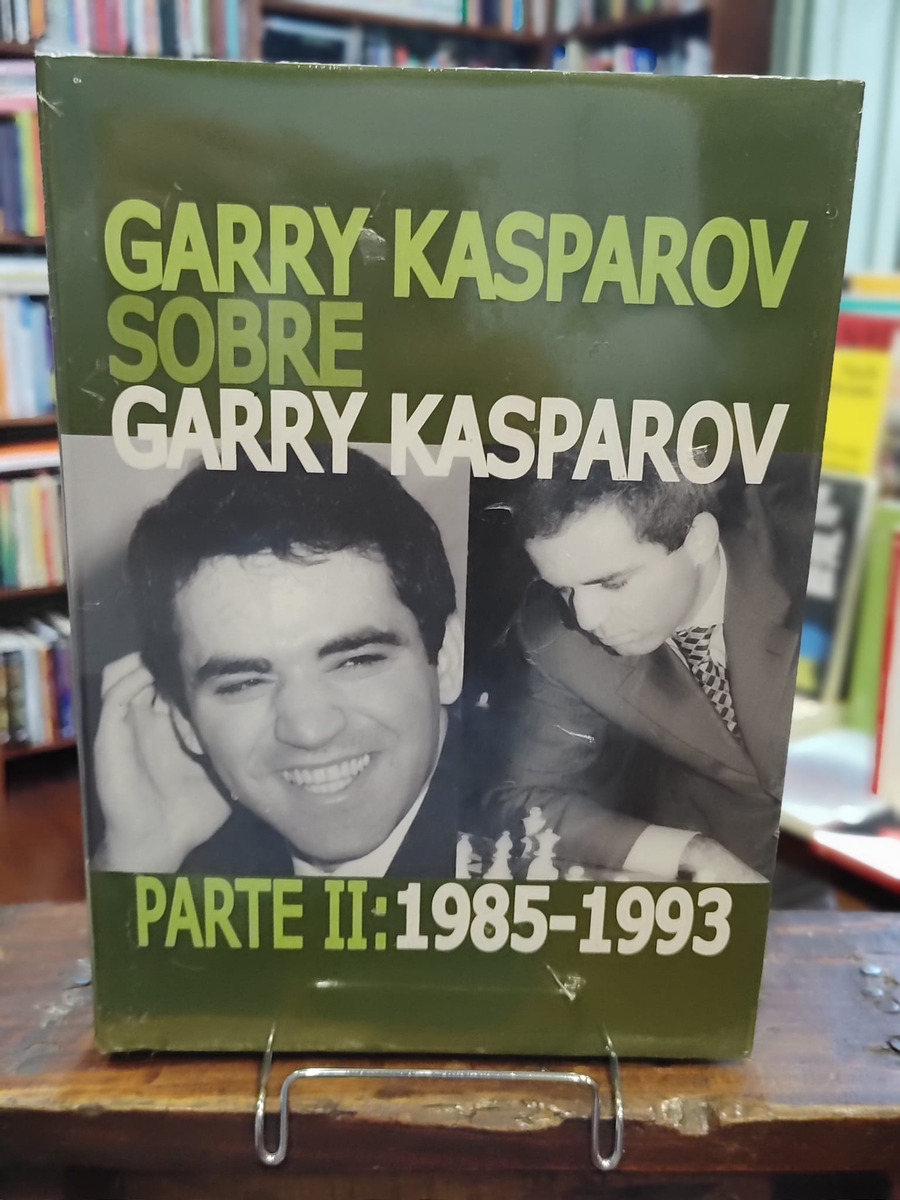 GARRY KASPAROV
SOBRE
GARRY KASPAROV
PARTE II: 1985-1993